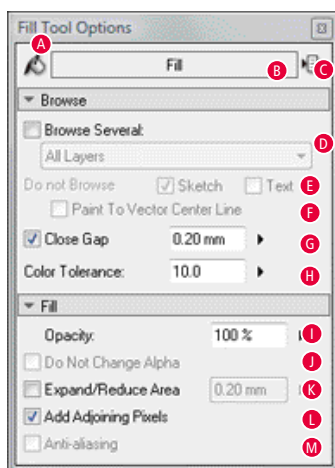 Fill Tool Options
A
Fill B C
Browse
Browse Several: D
All Layers
Do not Browse Sketch Text E
Paint To Vector Center Line F
Close Gap 0.20 mm G
Color Tolerance: 10.0 H
Fill
Opacity: 100 % I
Do Not Change Alpha J
Expand/Reduce Area 0.20 mm K
Add Adjoining Pixels L
Anti-aliasing M